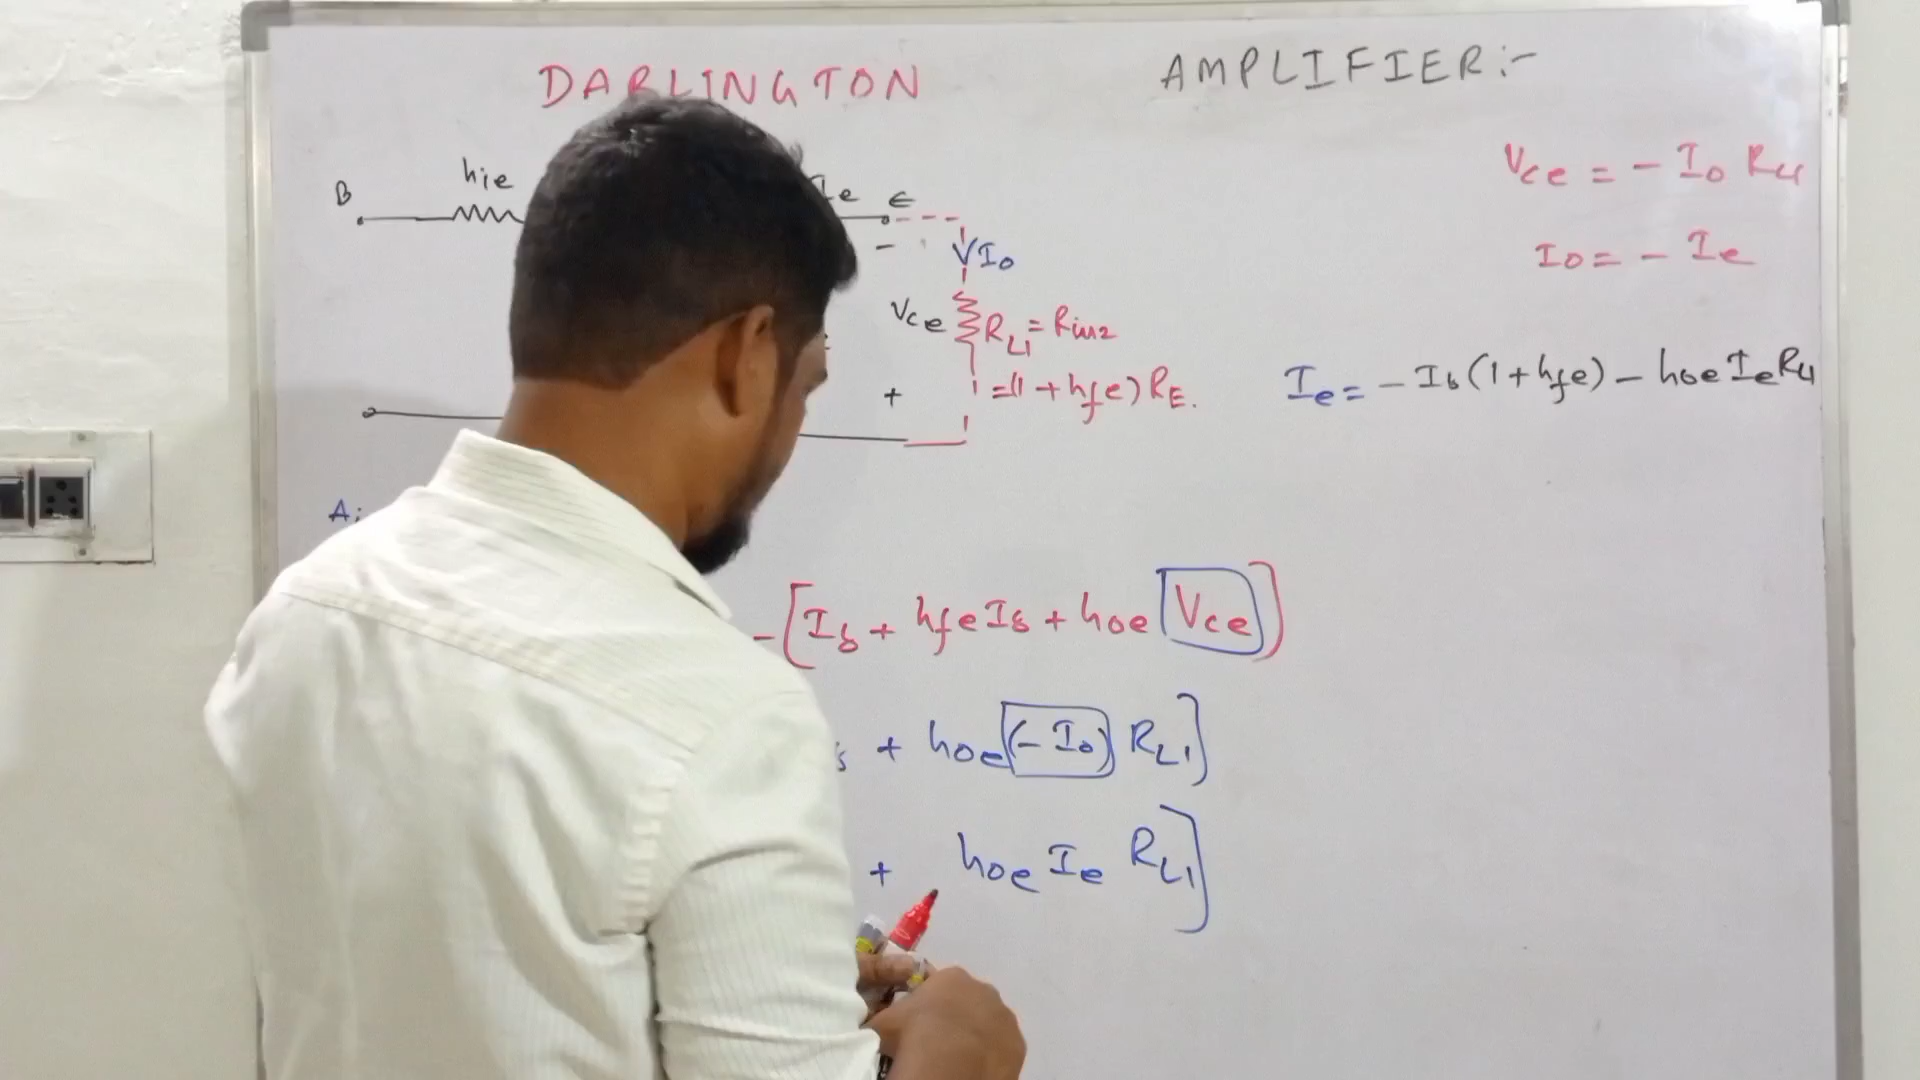 DARLINGTON AMPLIFIER:-
Vce = - Io RL1
Io = - Ie
B hie Ie E
-
Io
Vce RL1 = Rin2
+ =(1 + hfe) RE.
Ie = - Ib (1 + hfe) - hoe Ie RL1
Ai
- [Ib + hfe Ib + hoe Vce]
+ hoe (- Io) RL1]
+ hoe Ie RL1]